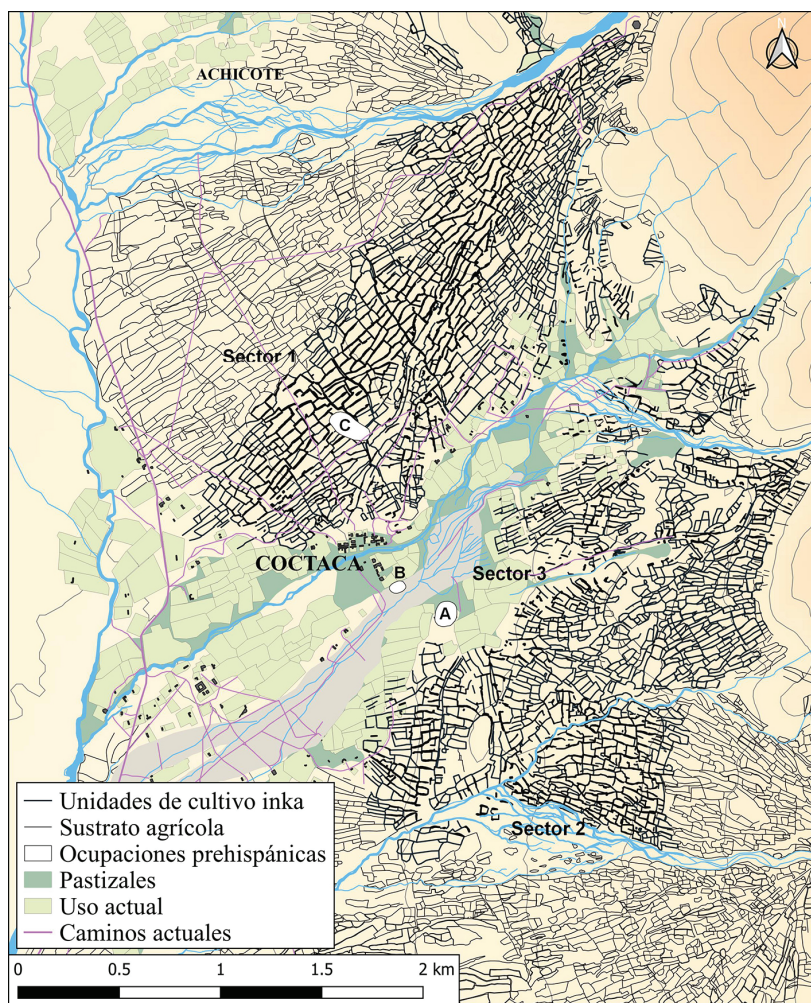 N
ACHICOTE
Sector 1
C
COCTACA
B
Sector 3
A
Sector 2
Unidades de cultivo inka
Sustrato agrícola
Ocupaciones prehispánicas
Pastizales
Uso actual
Caminos actuales
0 0.5 1 1.5 2 km